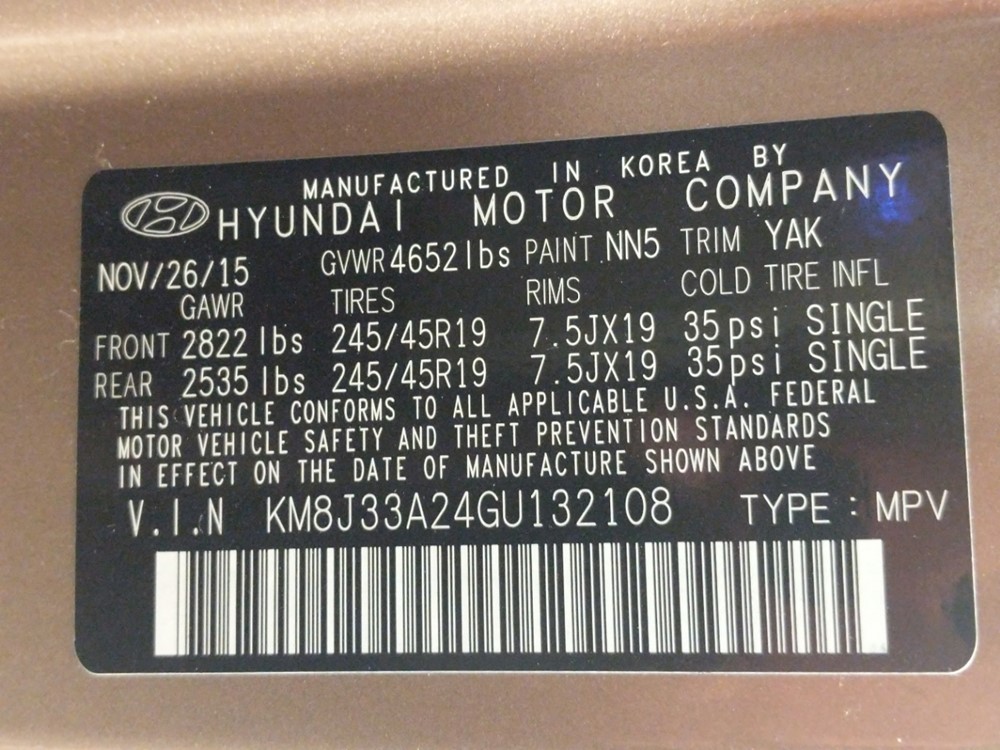 MANUFACTURED IN KOREA BY
HYUNDAI MOTOR COMPANY
NOV/26/15 GVWR 4652lbs PAINT NN5 TRIM YAK
GAWR TIRES RIMS COLD TIRE INFL
FRONT 2822 lbs 245/45R19 7.5JX19 35psi SINGLE
REAR 2535 lbs 245/45R19 7.5JX19 35psi SINGLE
THIS VEHICLE CONFORMS TO ALL APPLICABLE U.S.A. FEDERAL
MOTOR VEHICLE SAFETY AND THEFT PREVENTION STANDARDS
IN EFFECT ON THE DATE OF MANUFACTURE SHOWN ABOVE
V.I.N KM8J33A24GU132108 TYPE : MPV